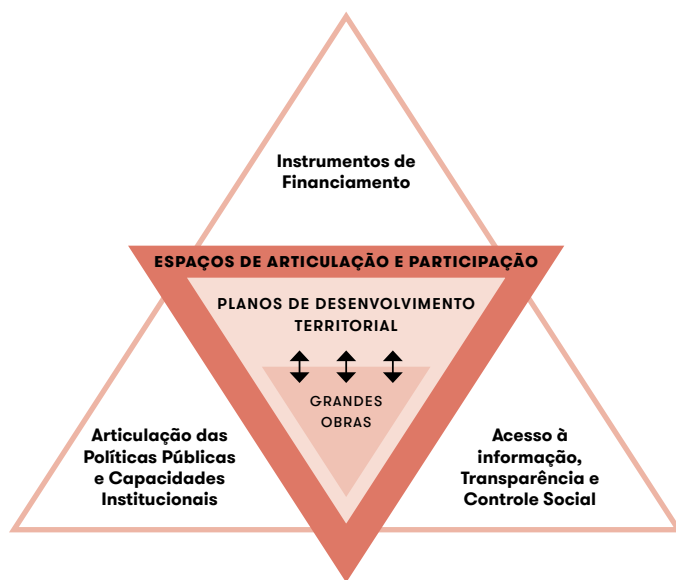 Instrumentos de
Financiamento
ESPAÇOS DE ARTICULAÇÃO E PARTICIPAÇÃO
PLANOS DE DESENVOLVIMENTO
TERRITORIAL
GRANDES
OBRAS
Articulação das
Políticas Públicas
e Capacidades
Institucionais
Acesso à
informação,
Transparência e
Controle Social